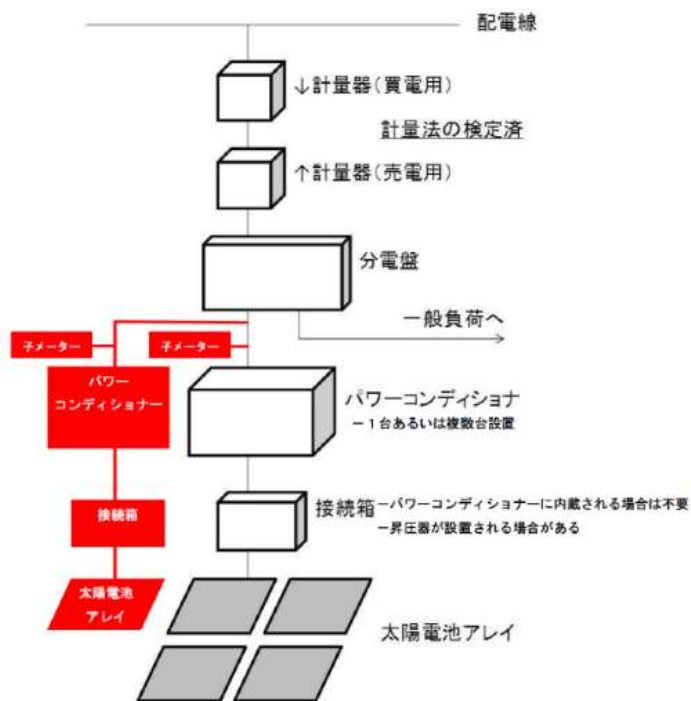 配電線
↓計量器(買電用)
計量法の検定済
↑計量器(売電用)
分電盤
一般負荷へ
子メーター
子メーター
パワー
コンディショナー
パワーコンディショナ
－１台あるいは複数台設置
接続箱
接続箱－パワーコンディショナーに内蔵される場合は不要
－昇圧器が設置される場合がある
太陽電池
アレイ
太陽電池アレイ